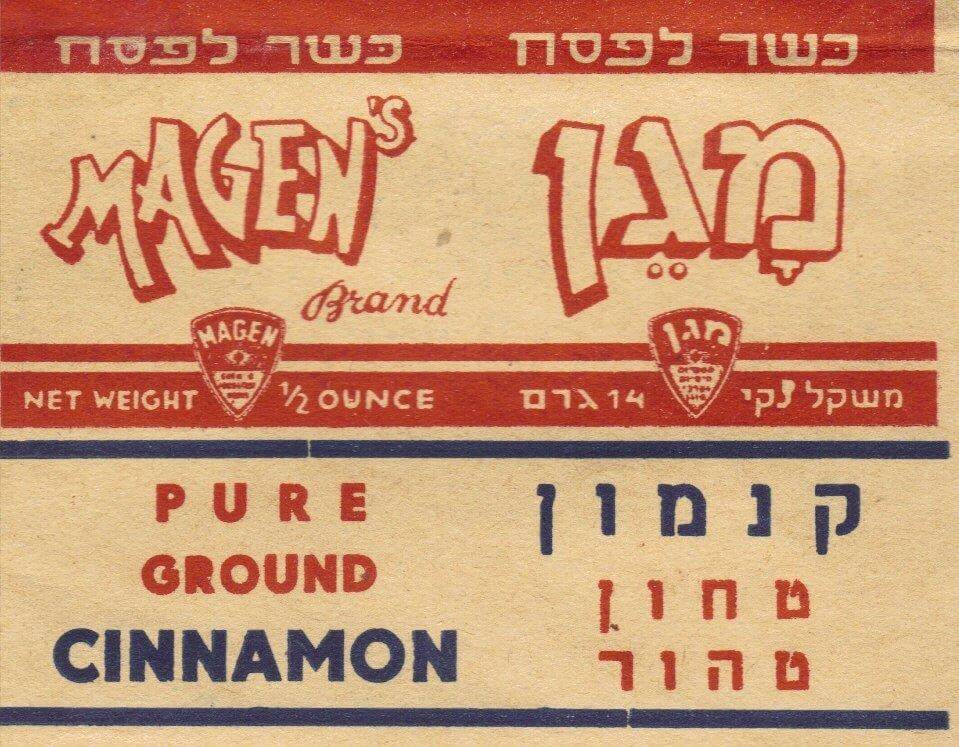 כשר לפסח
MAGEN'S
Brand
MAGEN
NET WEIGHT 1/2 OUNCE
PURE
GROUND
CINNAMON
כשר לפסח
מָגֵן
מגן
משקל נקי 14 גרם
קנמון
טחון
טהור